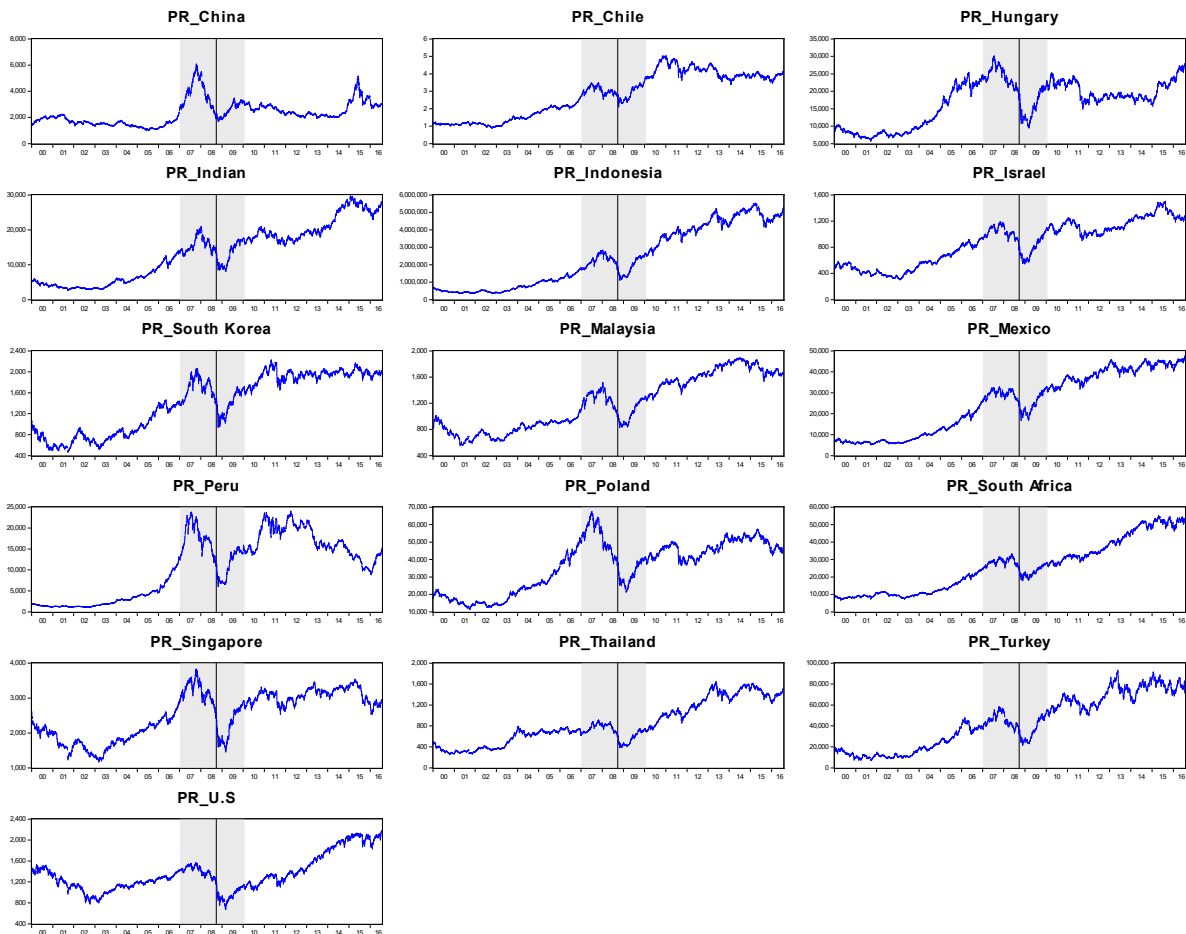 PR_China
8,000
6,000
4,000
2,000
0
00 01 02 03 04 05 06 07 08 09 10 11 12 13 14 15 16
PR_Chile
6
5
4
3
2
1
0
00 01 02 03 04 05 06 07 08 09 10 11 12 13 14 15 16
PR_Hungary
35,000
30,000
25,000
20,000
15,000
10,000
5,000
00 01 02 03 04 05 06 07 08 09 10 11 12 13 14 15 16
PR_Indian
30,000
20,000
10,000
0
00 01 02 03 04 05 06 07 08 09 10 11 12 13 14 15 16
PR_Indonesia
6,000,000
5,000,000
4,000,000
3,000,000
2,000,000
1,000,000
0
00 01 02 03 04 05 06 07 08 09 10 11 12 13 14 15 16
PR_Israel
1,600
1,200
800
400
0
00 01 02 03 04 05 06 07 08 09 10 11 12 13 14 15 16
PR_South Korea
2,400
2,000
1,600
1,200
800
400
00 01 02 03 04 05 06 07 08 09 10 11 12 13 14 15 16
PR_Malaysia
2,000
1,600
1,200
800
400
00 01 02 03 04 05 06 07 08 09 10 11 12 13 14 15 16
PR_Mexico
50,000
40,000
30,000
20,000
10,000
0
00 01 02 03 04 05 06 07 08 09 10 11 12 13 14 15 16
PR_Peru
25,000
20,000
15,000
10,000
5,000
0
00 01 02 03 04 05 06 07 08 09 10 11 12 13 14 15 16
PR_Poland
70,000
60,000
50,000
40,000
30,000
20,000
10,000
00 01 02 03 04 05 06 07 08 09 10 11 12 13 14 15 16
PR_South Africa
60,000
50,000
40,000
30,000
20,000
10,000
0
00 01 02 03 04 05 06 07 08 09 10 11 12 13 14 15 16
PR_Singapore
4,000
3,000
2,000
1,000
00 01 02 03 04 05 06 07 08 09 10 11 12 13 14 15 16
PR_Thailand
2,000
1,600
1,200
800
400
0
00 01 02 03 04 05 06 07 08 09 10 11 12 13 14 15 16
PR_Turkey
100,000
80,000
60,000
40,000
20,000
0
00 01 02 03 04 05 06 07 08 09 10 11 12 13 14 15 16
PR_U.S
2,400
2,000
1,600
1,200
800
400
00 01 02 03 04 05 06 07 08 09 10 11 12 13 14 15 16